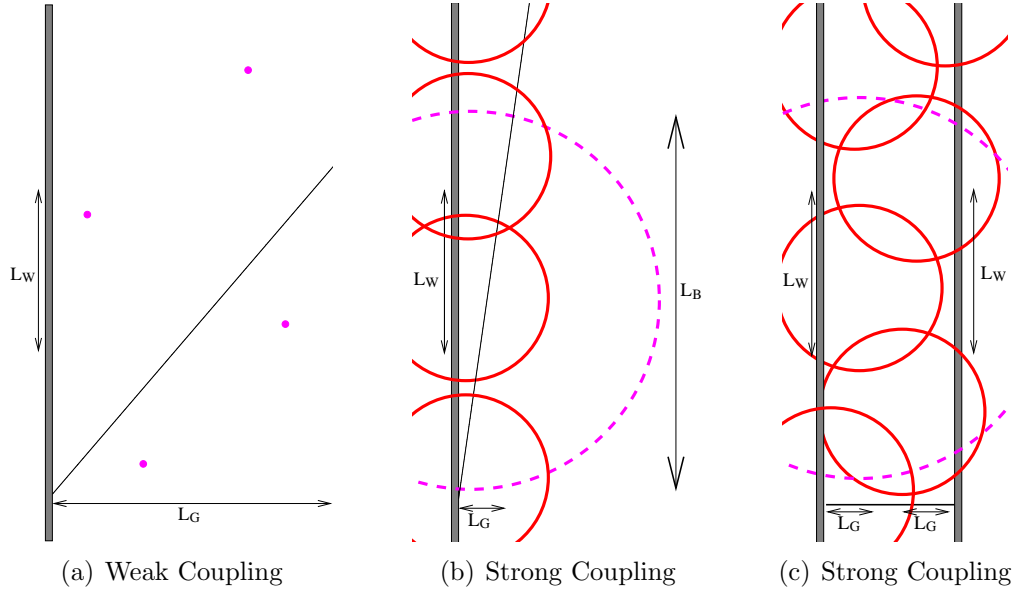 LW
LG
(a) Weak Coupling
LW
LB
LG
(b) Strong Coupling
LW
LW
LG
LG
(c) Strong Coupling